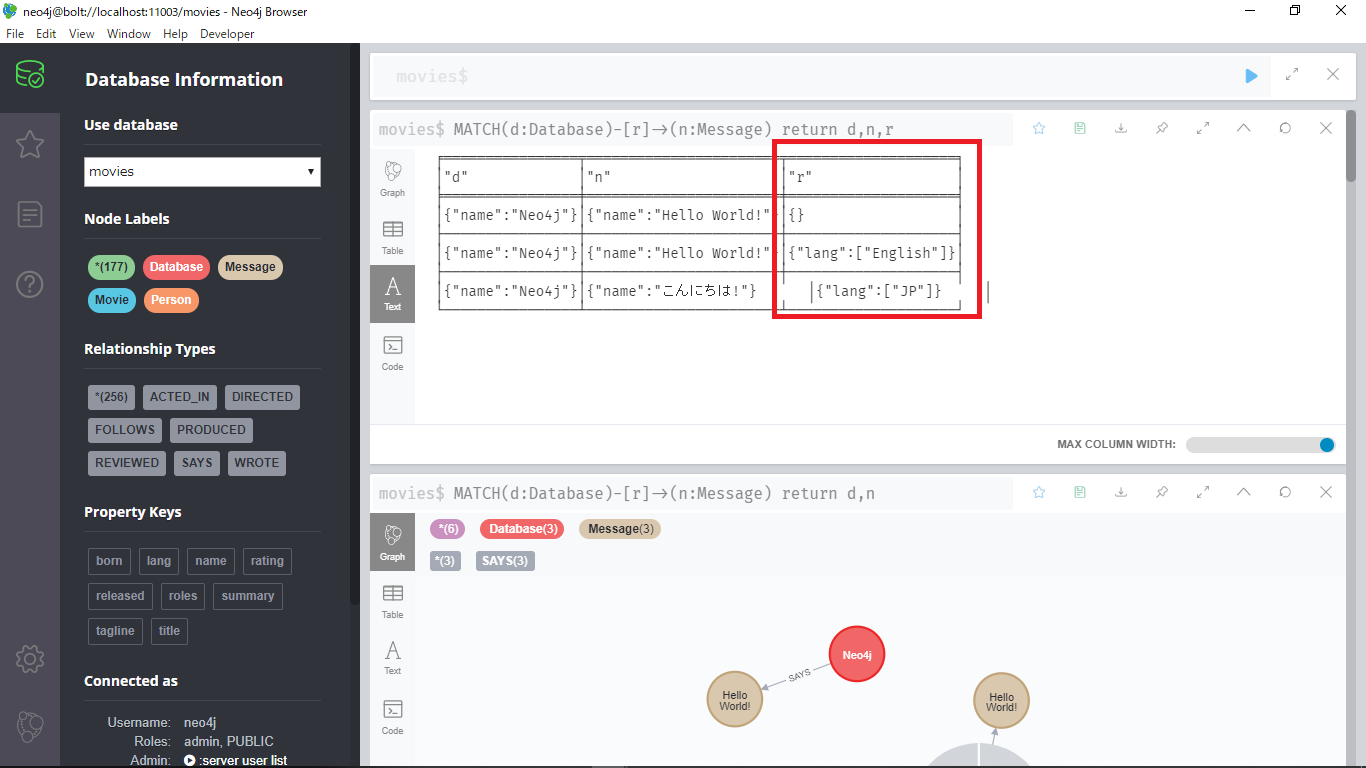 neo4j@bolt://localhost:11003/movies - Neo4j Browser
File Edit View Window Help Developer
Database Information
Use database
movies
Node Labels
*(177) Database Message
Movie Person
Relationship Types
*(256) ACTED_IN DIRECTED
FOLLOWS PRODUCED
REVIEWED SAYS WROTE
Property Keys
born lang name rating
released roles summary
tagline title
Connected as
Username: neo4j
Roles: admin, PUBLIC
Admin: :server user list
movies$
movies$ MATCH(d:Database)-[r]->(n:Message) return d,n,r
Graph
Table
Text
Code
"d" "n" "r"
{"name":"Neo4j"} {"name":"Hello World!"} {}
{"name":"Neo4j"} {"name":"Hello World!"} {"lang":["English"]}
{"name":"Neo4j"} {"name":"こんにちは!"} {"lang":["JP"]}
MAX COLUMN WIDTH:
movies$ MATCH(d:Database)-[r]->(n:Message) return d,n
Graph
Table
Text
Code
*(6) Database(3) Message(3)
*(3) SAYS(3)
Neo4j
SAYS
Hello
World!
Hello
World!